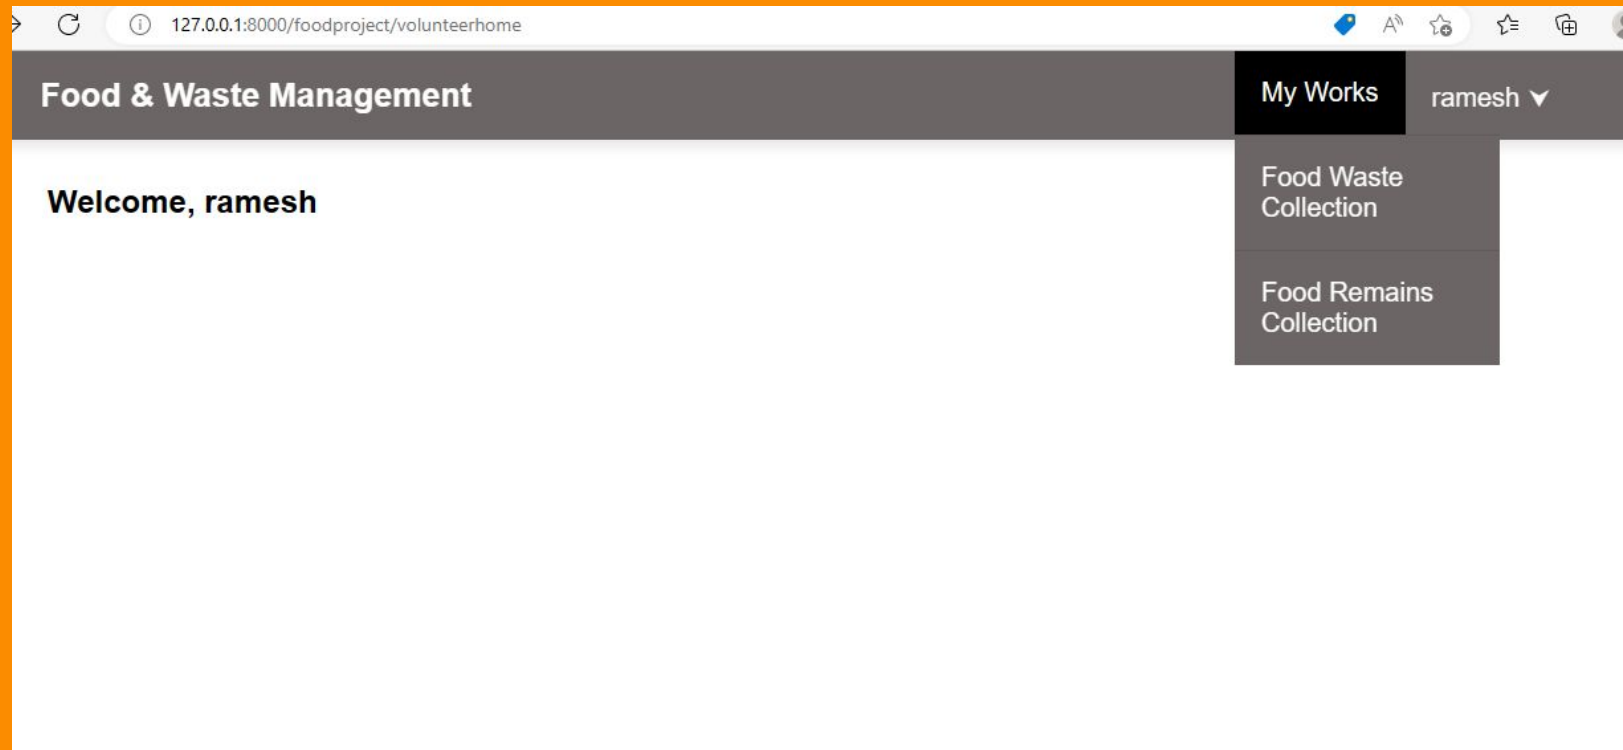 127.0.0.1:8000/foodproject/volunteerhome
Food & Waste Management
My Works
ramesh
Welcome, ramesh
Food Waste
Collection
Food Remains
Collection